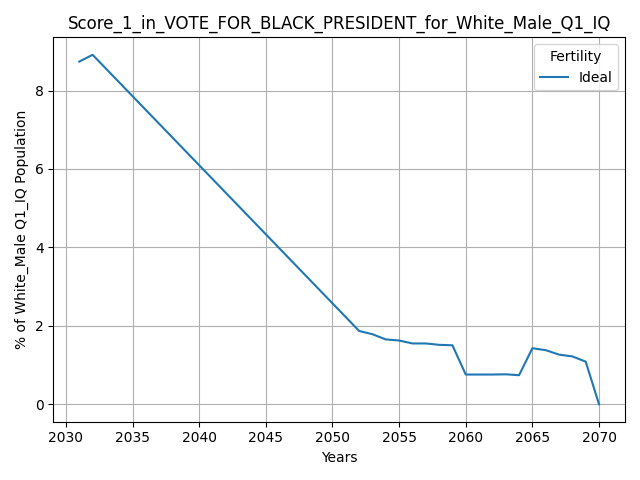 Score_1_in_VOTE_FOR_BLACK_PRESIDENT_for_White_Male_Q1_IQ
Fertility
Ideal
% of White_Male Q1_IQ Population
8
6
4
2
0
2030 2035 2040 2045 2050 2055 2060 2065 2070
Years